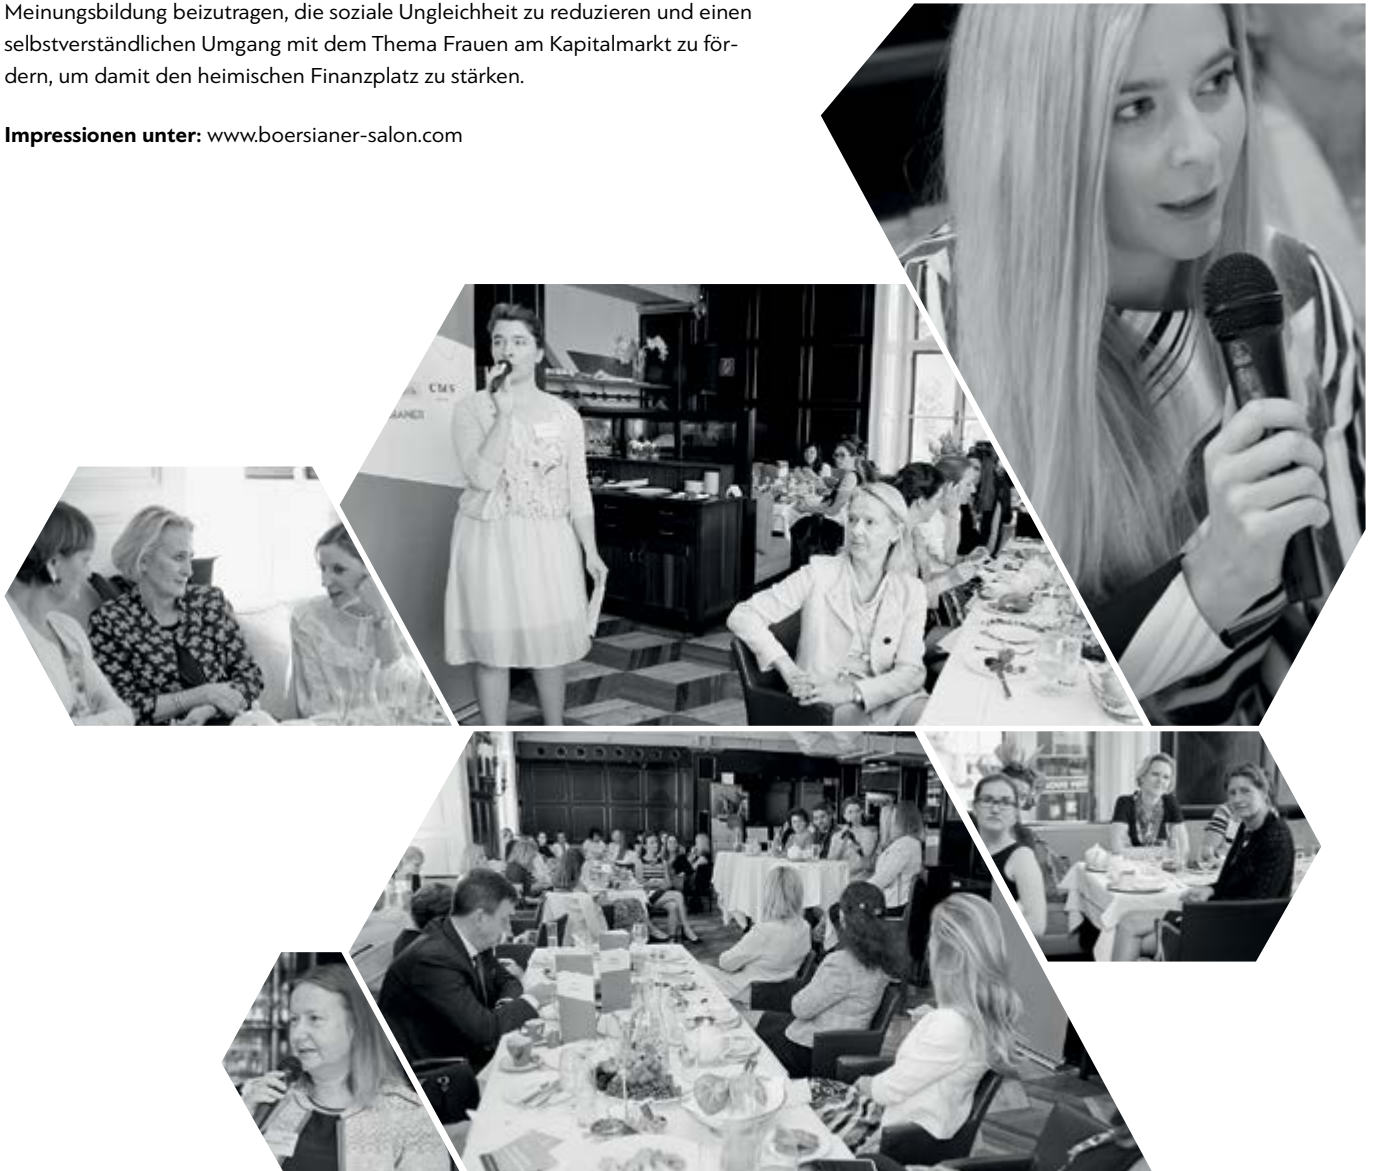 Meinungsbildung beizutragen, die soziale Ungleichheit zu reduzieren und einen
selbstverständlichen Umgang mit dem Thema Frauen am Kapitalmarkt zu för-
dern, um damit den heimischen Finanzplatz zu stärken.
Impressionen unter: www.boersianer-salon.com
CMS